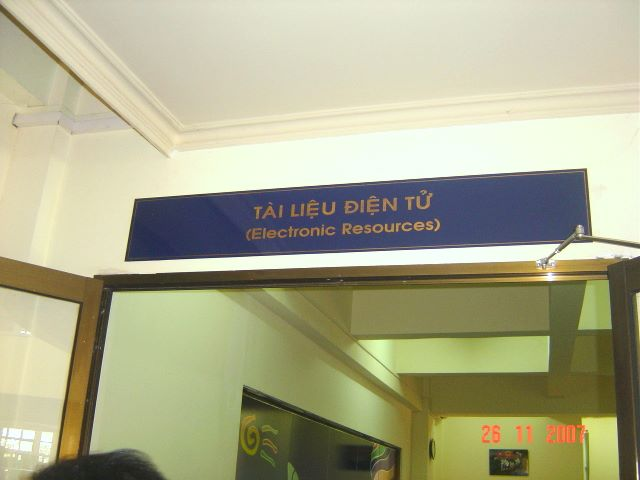 TÀI LIỆU ĐIỆN TỬ
(Electronic Resources)
26 11 2007